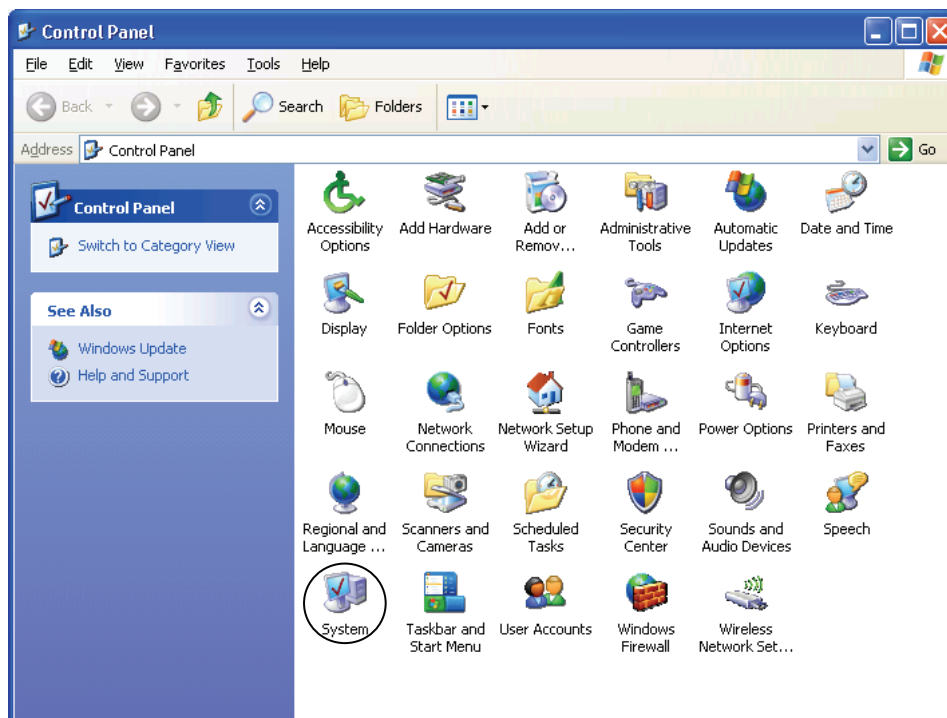 Control Panel
File Edit View Favorites Tools Help
Back Search Folders
Address Control Panel Go
Control Panel
Switch to Category View
See Also
Windows Update
Help and Support
Accessibility Options
Add Hardware
Add or Remov...
Administrative Tools
Automatic Updates
Date and Time
Display
Folder Options
Fonts
Game Controllers
Internet Options
Keyboard
Mouse
Network Connections
Network Setup Wizard
Phone and Modem ...
Power Options
Printers and Faxes
Regional and Language ...
Scanners and Cameras
Scheduled Tasks
Security Center
Sounds and Audio Devices
Speech
System
Taskbar and Start Menu
User Accounts
Windows Firewall
Wireless Network Set...